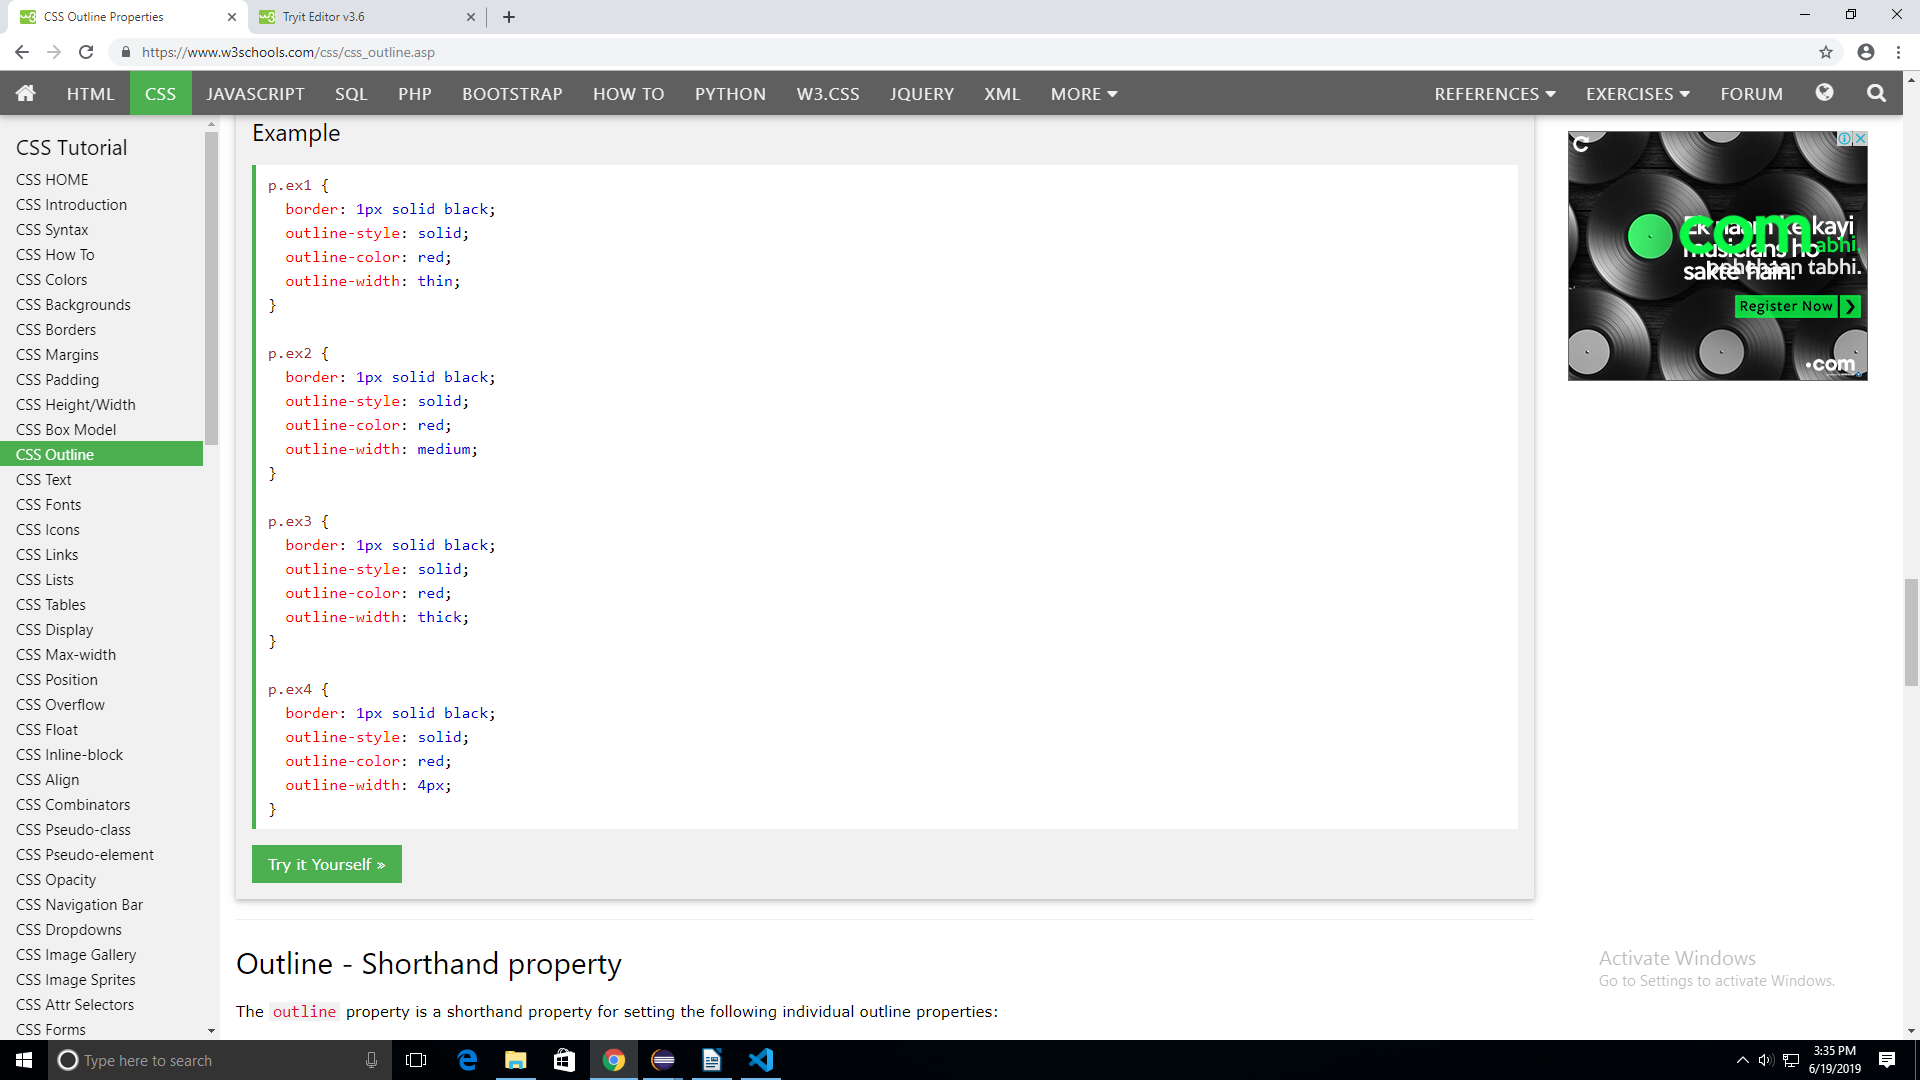 CSS Outline Properties
Tryit Editor v3.6
https://www.w3schools.com/css/css_outline.asp
HTML CSS JAVASCRIPT SQL PHP BOOTSTRAP HOW TO PYTHON W3.CSS JQUERY XML MORE REFERENCES EXERCISES FORUM
CSS Tutorial
CSS HOME
CSS Introduction
CSS Syntax
CSS How To
CSS Colors
CSS Backgrounds
CSS Borders
CSS Margins
CSS Padding
CSS Height/Width
CSS Box Model
CSS Outline
CSS Text
CSS Fonts
CSS Icons
CSS Links
CSS Lists
CSS Tables
CSS Display
CSS Max-width
CSS Position
CSS Overflow
CSS Float
CSS Inline-block
CSS Align
CSS Combinators
CSS Pseudo-class
CSS Pseudo-element
CSS Opacity
CSS Navigation Bar
CSS Dropdowns
CSS Image Gallery
CSS Image Sprites
CSS Attr Selectors
CSS Forms
Example
p.ex1 {
border: 1px solid black;
outline-style: solid;
outline-color: red;
outline-width: thin;
}
p.ex2 {
border: 1px solid black;
outline-style: solid;
outline-color: red;
outline-width: medium;
}
p.ex3 {
border: 1px solid black;
outline-style: solid;
outline-color: red;
outline-width: thick;
}
p.ex4 {
border: 1px solid black;
outline-style: solid;
outline-color: red;
outline-width: 4px;
}
Try it Yourself »
Outline - Shorthand property
The outline property is a shorthand property for setting the following individual outline properties:
Ek naam ke kayi
musicians ho
sakte hain.
com
abhi,
pehchaan tabhi.
Register Now ❯
.com
Activate Windows
Go to Settings to activate Windows.
Type here to search
3:35 PM
6/19/2019